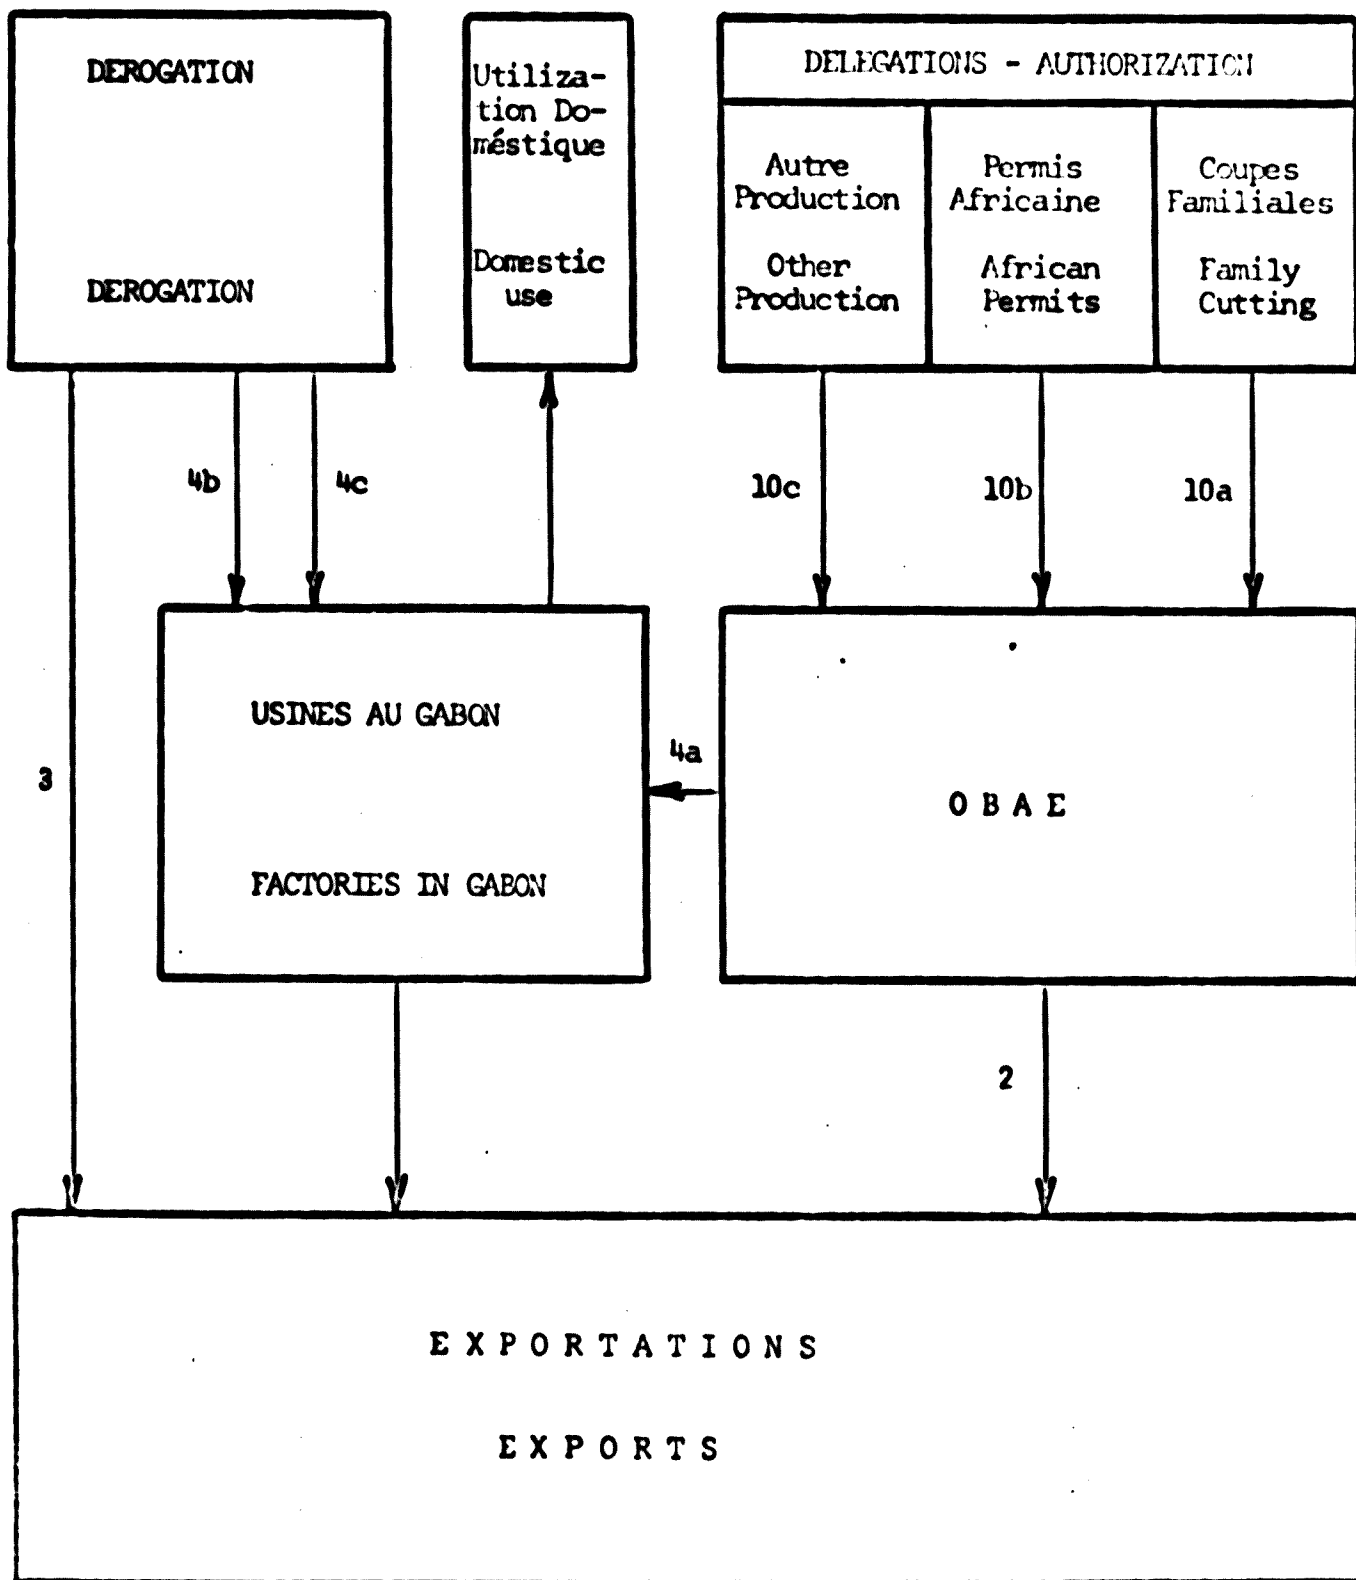 DEROGATION
DEROGATION
Utiliza-
tion Do-
méstique
Domestic
use
DELEGATIONS - AUTHORIZATION
Autre
Production
Other
Production
Permis
Africaine
African
Permits
Coupes
Familiales
Family
Cutting
4b
4c
10c
10b
10a
3
USINES AU GABON
FACTORIES IN GABON
4a
O B A E
2
E X P O R T A T I O N S
E X P O R T S